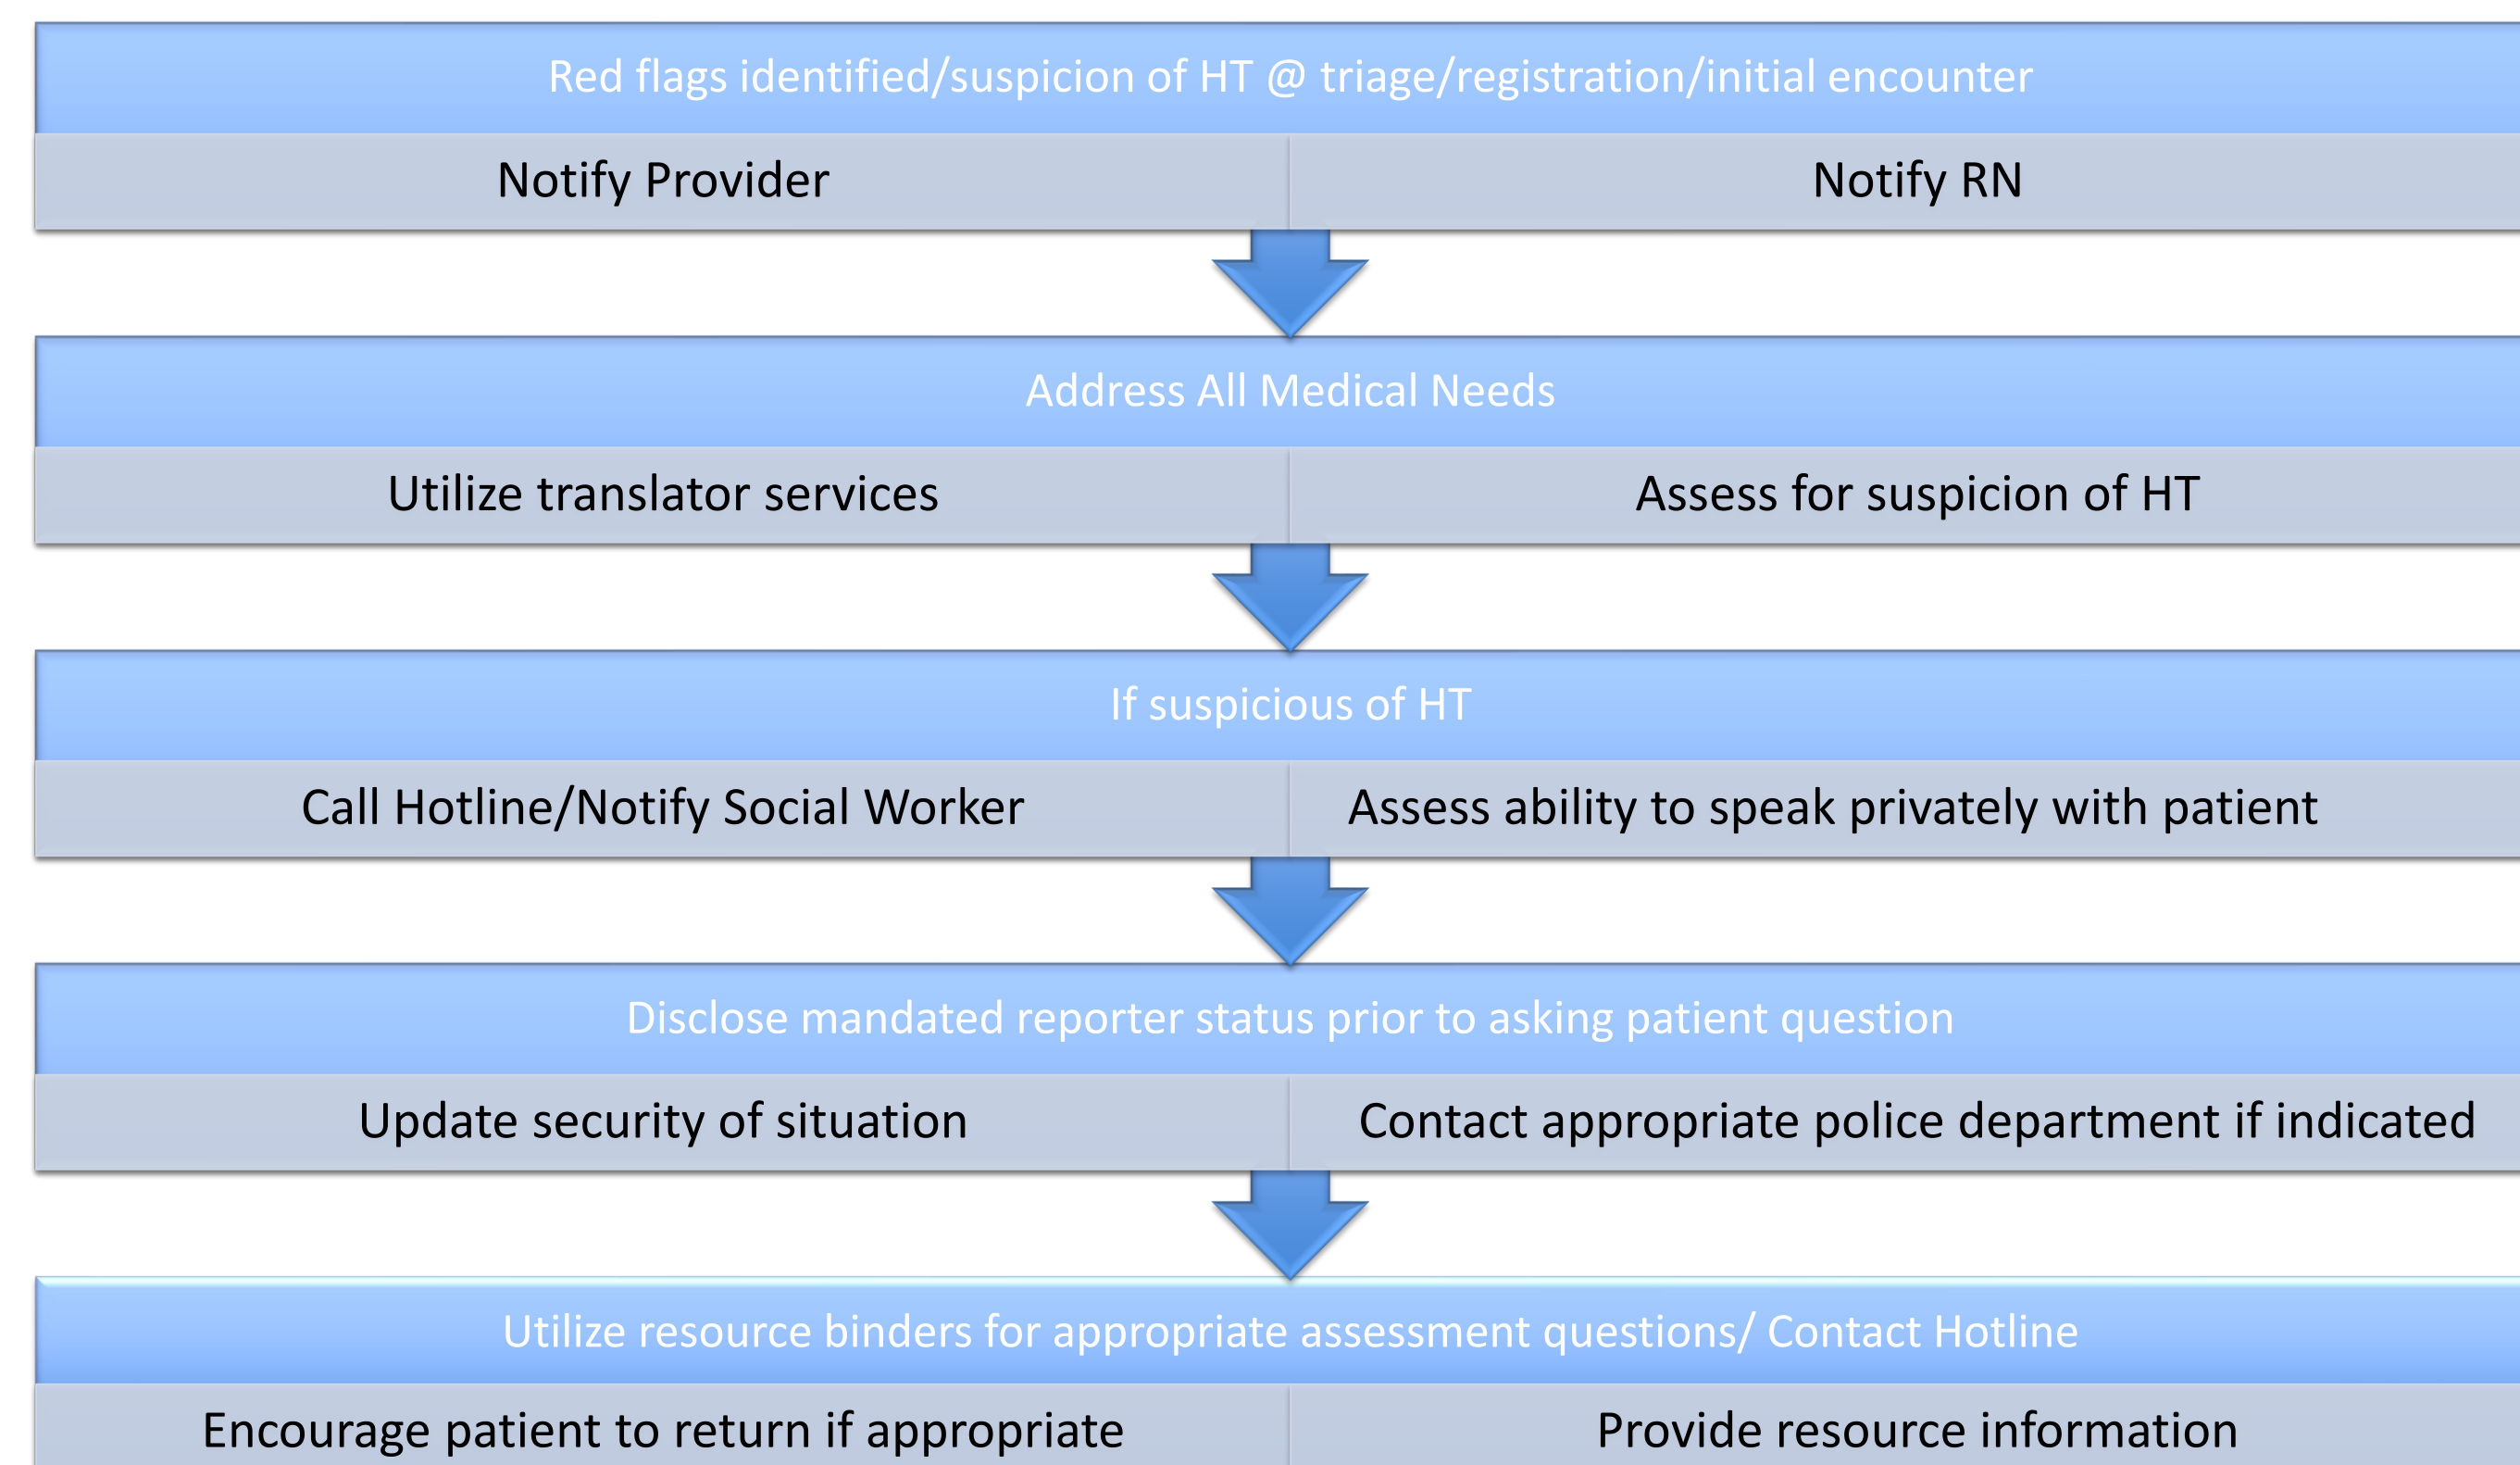 Red flags identified/suspicion of HT @ triage/registration/initial encounter
Notify Provider
Notify RN
Address All Medical Needs
Utilize translator services
Assess for suspicion of HT
If suspicious of HT
Call Hotline/Notify Social Worker
Assess ability to speak privately with patient
Disclose mandated reporter status prior to asking patient question
Update security of situation
Contact appropriate police department if indicated
Utilize resource binders for appropriate assessment questions/ Contact Hotline
Encourage patient to return if appropriate
Provide resource information